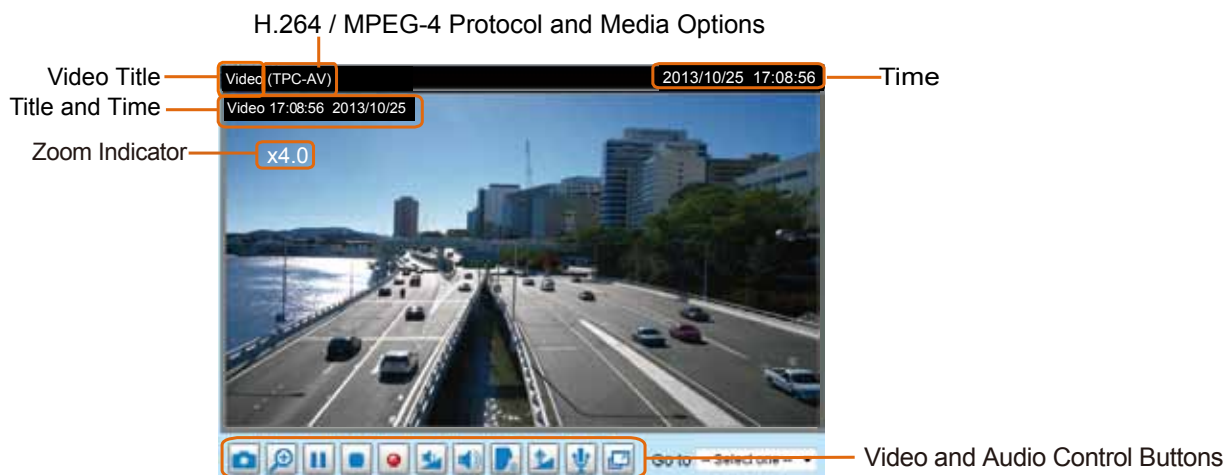 H.264 / MPEG-4 Protocol and Media Options
Video Title
Video (TPC-AV)
2013/10/25 17:08:56
Time
Title and Time
Video 17:08:56 2013/10/25
Zoom Indicator
x4.0
Go to
-- Select one --
Video and Audio Control Buttons